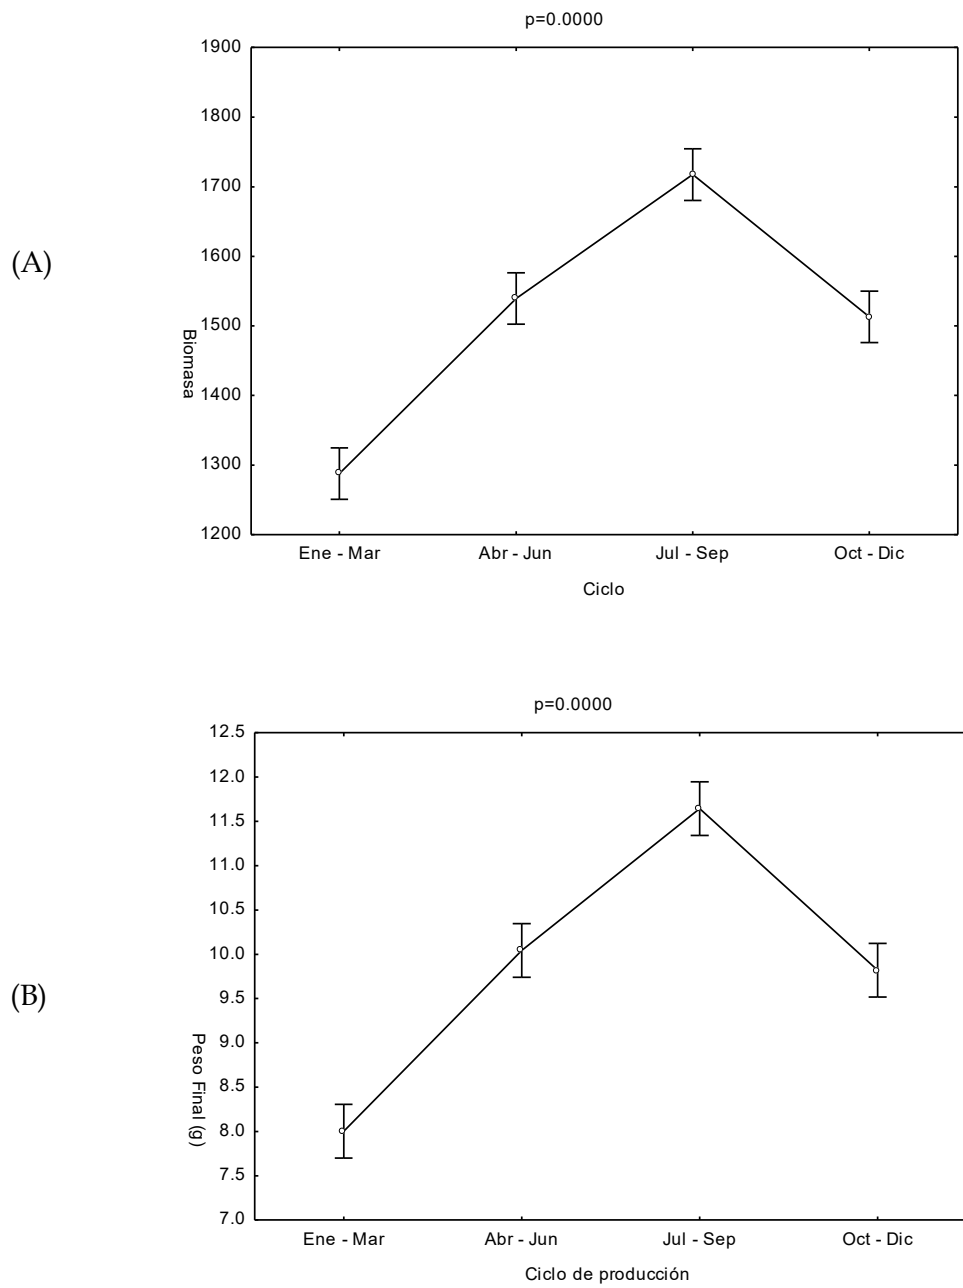 p=0.0000
1900
1800
1700
(A)
1600
1500
Biomasa
1400
1300
1200
Ene - Mar Abr - Jun Jul - Sep Oct - Dic
Ciclo
p=0.0000
12.5
12.0
11.5
11.0
10.5
10.0
(B)
9.5
9.0
Peso Final (g)
8.5
8.0
7.5
7.0
Ene - Mar Abr - Jun Jul - Sep Oct - Dic
Ciclo de producción